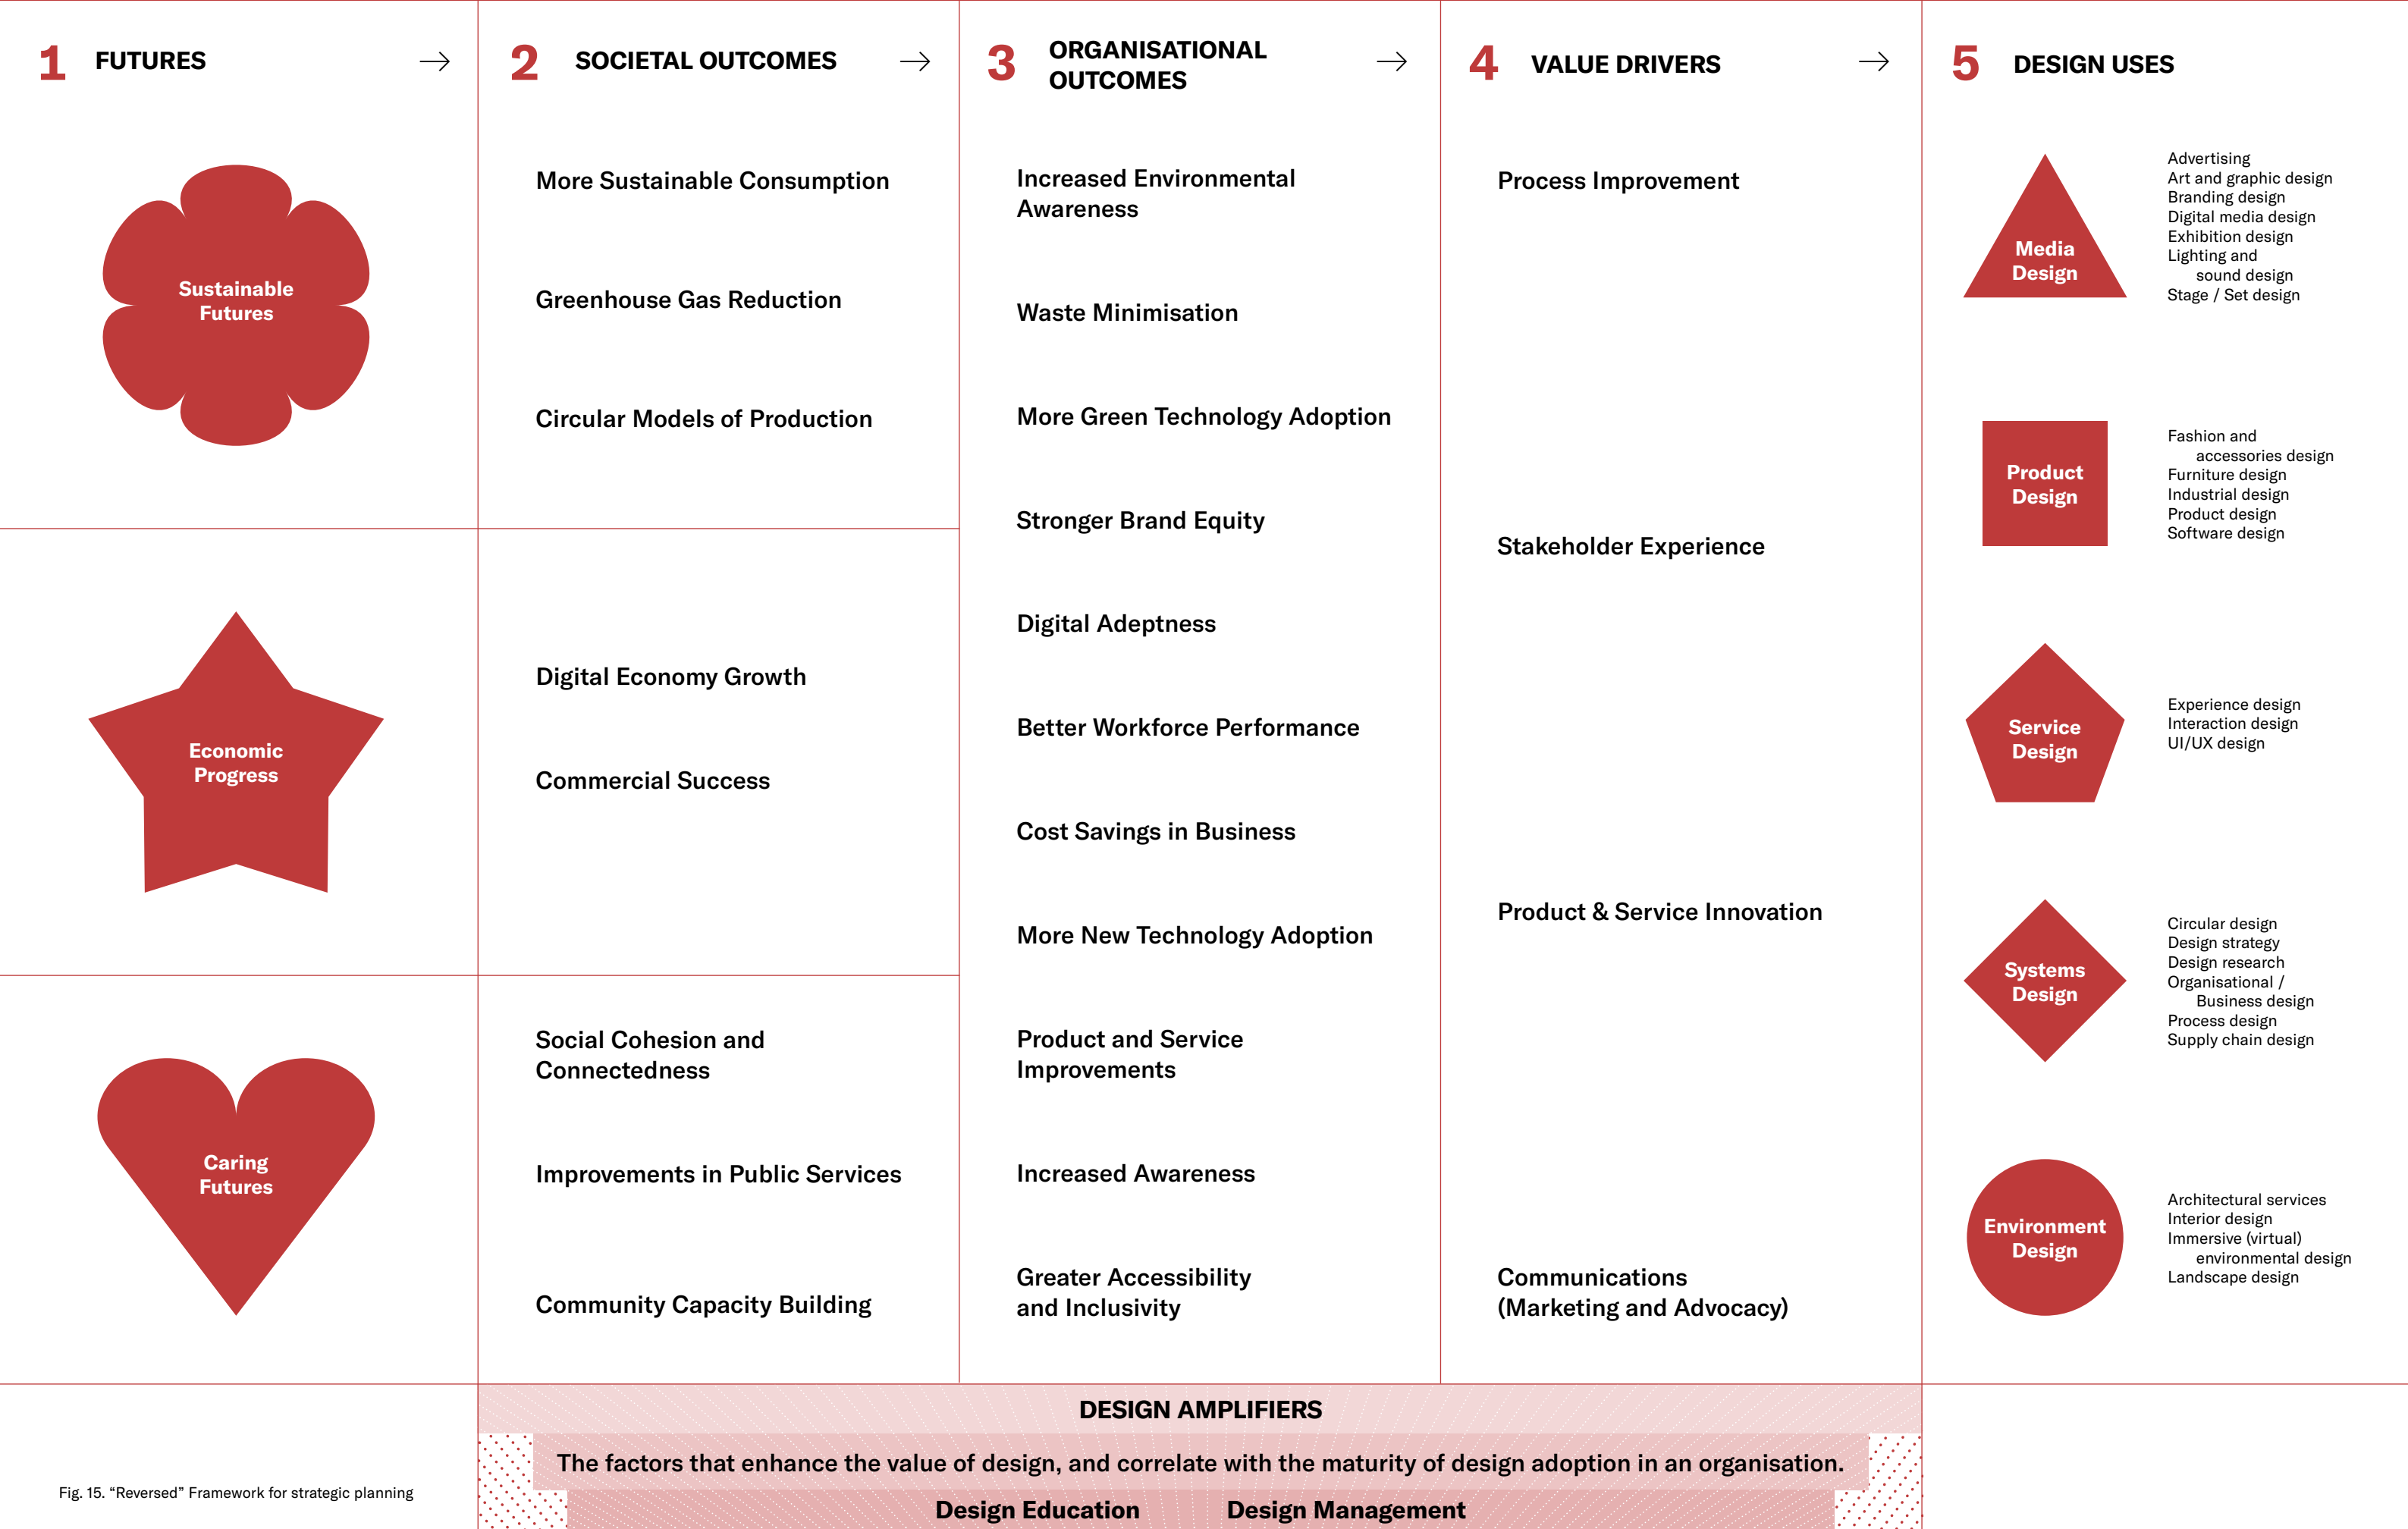 1 FUTURES →
2 SOCIETAL OUTCOMES →
3 ORGANISATIONAL
OUTCOMES →
4 VALUE DRIVERS →
5 DESIGN USES
Sustainable
Futures
Economic
Progress
Caring
Futures
More Sustainable Consumption
Greenhouse Gas Reduction
Circular Models of Production
Digital Economy Growth
Commercial Success
Social Cohesion and
Connectedness
Improvements in Public Services
Community Capacity Building
Increased Environmental
Awareness
Waste Minimisation
More Green Technology Adoption
Stronger Brand Equity
Digital Adeptness
Better Workforce Performance
Cost Savings in Business
More New Technology Adoption
Product and Service
Improvements
Increased Awareness
Greater Accessibility
and Inclusivity
Process Improvement
Stakeholder Experience
Product & Service Innovation
Communications
(Marketing and Advocacy)
Media
Design
Advertising
Art and graphic design
Branding design
Digital media design
Exhibition design
Lighting and
sound design
Stage / Set design
Product
Design
Fashion and
accessories design
Furniture design
Industrial design
Product design
Software design
Service
Design
Experience design
Interaction design
UI/UX design
Systems
Design
Circular design
Design strategy
Design research
Organisational /
Business design
Process design
Supply chain design
Environment
Design
Architectural services
Interior design
Immersive (virtual)
environmental design
Landscape design
DESIGN AMPLIFIERS
The factors that enhance the value of design, and correlate with the maturity of design adoption in an organisation.
Design Education Design Management
Fig. 15. “Reversed” Framework for strategic planning